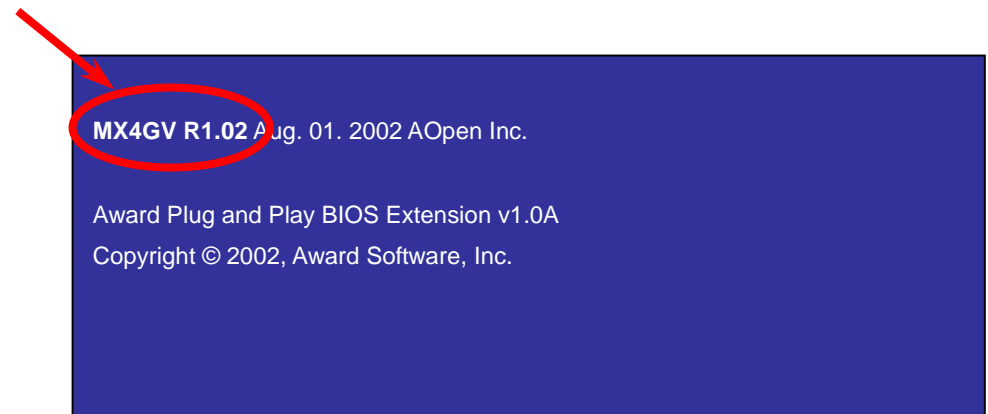 MX4GV R1.02 Aug. 01. 2002 AOpen Inc.
Award Plug and Play BIOS Extension v1.0A
Copyright © 2002, Award Software, Inc.